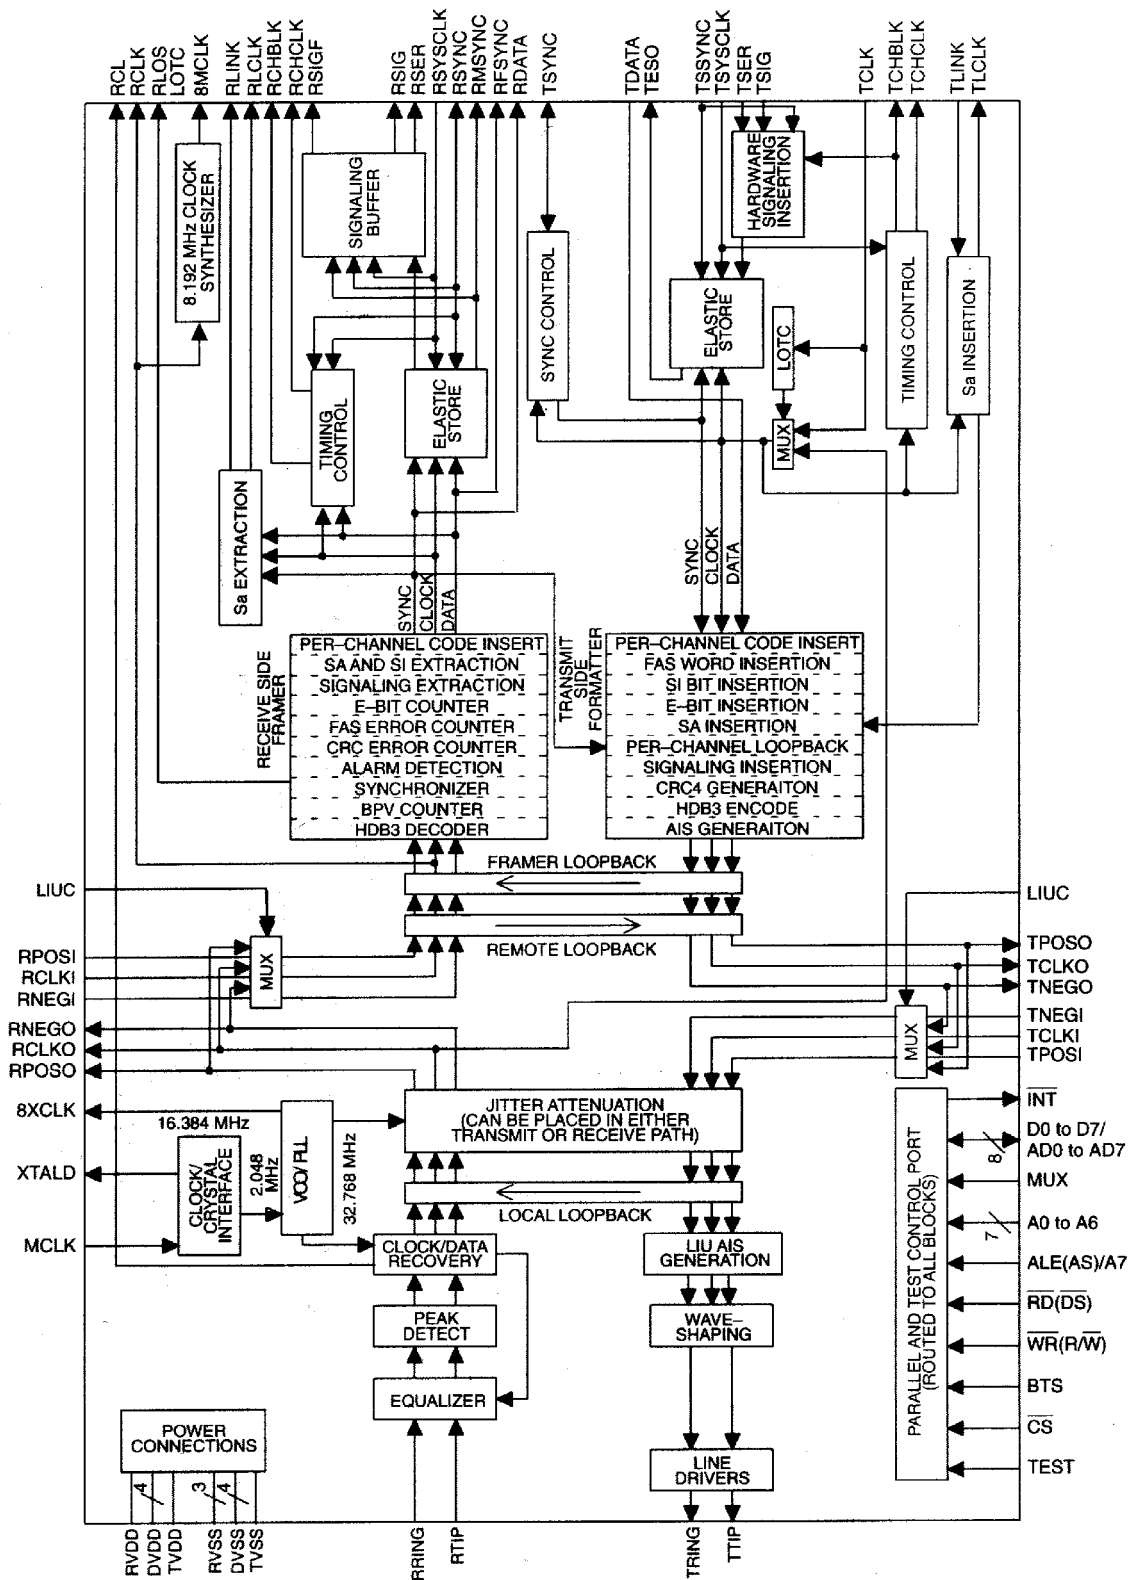 RCL
RCLK
RLOS
LOTC
8MCLK
RLINK
RLCLK
RCHBLK
RCHCLK
RSIGF
RSIG
RSER
RSYSCLK
RSYNC
RMSYNC
RFSYNC
RDATA
TSYNC
TDATA
TESO
TSSYNC
TSYSCLK
TSER
TSIG
TCLK
TCHBLK
TCHCLK
TLINK
TLCLK
8.192 MHz CLOCK
SYNTHESIZER
SIGNALING
BUFFER
SYNC CONTROL
HARDWARE
SIGNALING
INSERTION
ELASTIC
STORE
LOTC
MUX
TIMING CONTROL
Sa INSERTION
Sa EXTRACTION
TIMING
CONTROL
ELASTIC
STORE
SYNC
CLOCK
DATA
SYNC
CLOCK
DATA
RECEIVE SIDE
FRAMER
PER–CHANNEL CODE INSERT
SA AND SI EXTRACTION
SIGNALING EXTRACTION
E–BIT COUNTER
FAS ERROR COUNTER
CRC ERROR COUNTER
ALARM DETECTION
SYNCHRONIZER
BPV COUNTER
HDB3 DECODER
TRANSMIT
SIDE
FORMATTER
PER–CHANNEL CODE INSERT
FAS WORD INSERTION
SI BIT INSERTION
E–BIT INSERTION
SA INSERTION
PER–CHANNEL LOOPBACK
SIGNALING INSERTION
CRC4 GENERAITON
HDB3 ENCODE
AIS GENERAITON
FRAMER LOOPBACK
REMOTE LOOPBACK
LIUC
RPOSI
RCLKI
RNEGI
MUX
RNEGO
RCLKO
RPOSO
8XCLK
XTALD
MCLK
LIUC
TPOSO
TCLKO
TNEGO
TNEGI
TCLKI
TPOSI
MUX
16.384 MHz
CLOCK/
CRYSTAL
INTERFACE
2.048
MHz
VCO/ PLL
32.768 MHz
JITTER ATTENUATION
(CAN BE PLACED IN EITHER
TRANSMIT OR RECEIVE PATH)
LOCAL LOOPBACK
CLOCK/DATA
RECOVERY
PEAK
DETECT
EQUALIZER
LIU AIS
GENERATION
WAVE–
SHAPING
LINE
DRIVERS
PARALLEL AND TEST CONTROL PORT
(ROUTED TO ALL BLOCKS)
INT
8
D0 to D7/
AD0 to AD7
MUX
7
A0 to A6
ALE(AS)/A7
RD(DS)
WR(R/W)
BTS
CS
TEST
POWER
CONNECTIONS
4
3
4
RVDD
DVDD
TVDD
RVSS
DVSS
TVSS
RRING
RTIP
TRING
TTIP